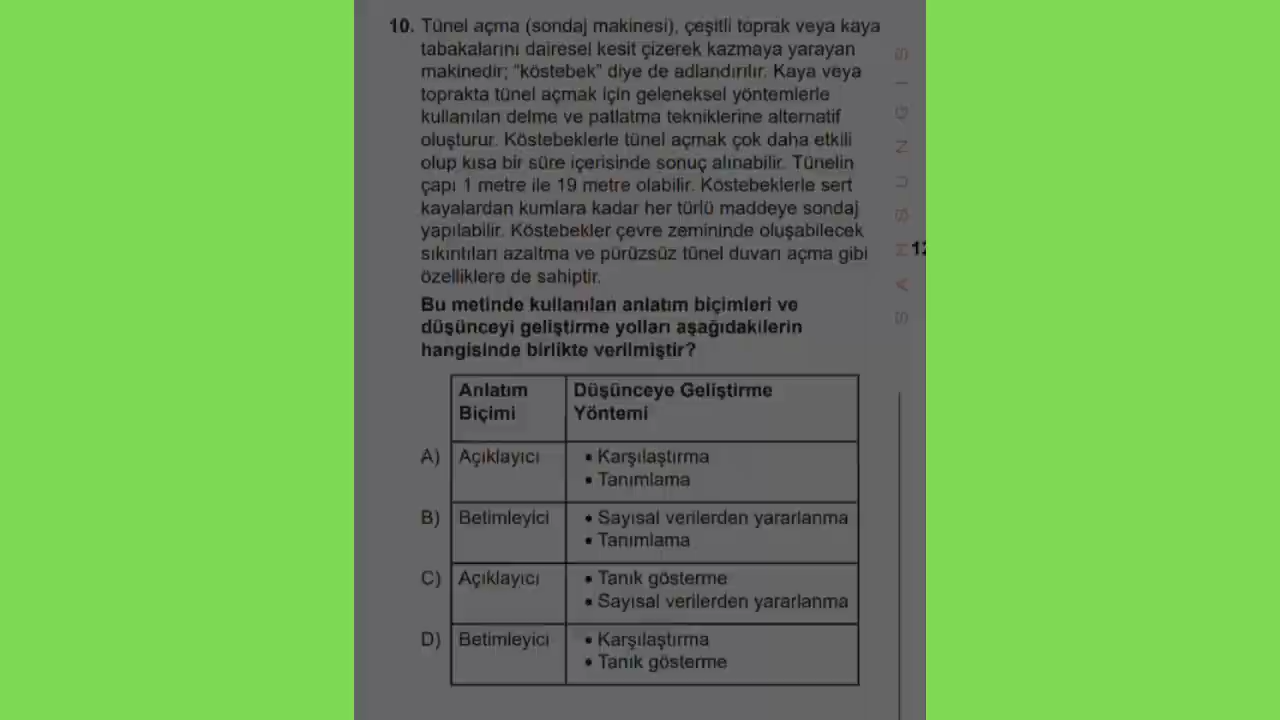 10. Tünel açma (sondaj makinesi), çeşitli toprak veya kaya
tabakalarını dairesel kesit çizerek kazmaya yarayan
makinedir; “köstebek” diye de adlandırılır. Kaya veya
toprakta tünel açmak için geleneksel yöntemlerle
kullanılan delme ve patlatma tekniklerine alternatif
oluşturur. Köstebeklerle tünel açmak çok daha etkili
olup kısa bir süre içerisinde sonuç alınabilir. Tünelin
çapı 1 metre ile 19 metre olabilir. Köstebeklerle sert
kayalardan kumlara kadar her türlü maddeye sondaj
yapılabilir. Köstebekler çevre zemininde oluşabilecek
sıkıntıları azaltma ve pürüzsüz tünel duvarı açma gibi
özelliklere de sahiptir.
Bu metinde kullanılan anlatım biçimleri ve
düşünceyi geliştirme yolları aşağıdakilerin
hangisinde birlikte verilmiştir?
Anlatım Biçimi
Düşünceye Geliştirme Yöntemi
A) Açıklayıcı
• Karşılaştırma
• Tanımlama
B) Betimleyici
• Sayısal verilerden yararlanma
• Tanımlama
C) Açıklayıcı
• Tanık gösterme
• Sayısal verilerden yararlanma
D) Betimleyici
• Karşılaştırma
• Tanık gösterme
12